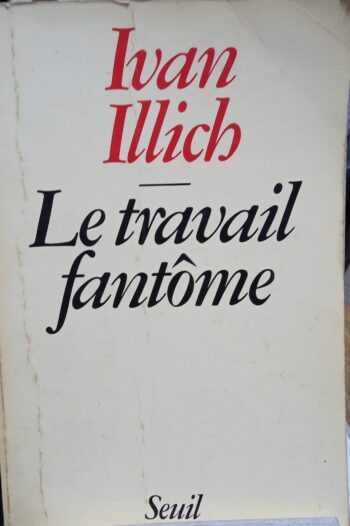 Ivan
Illich
Le travail
fantôme
Seuil